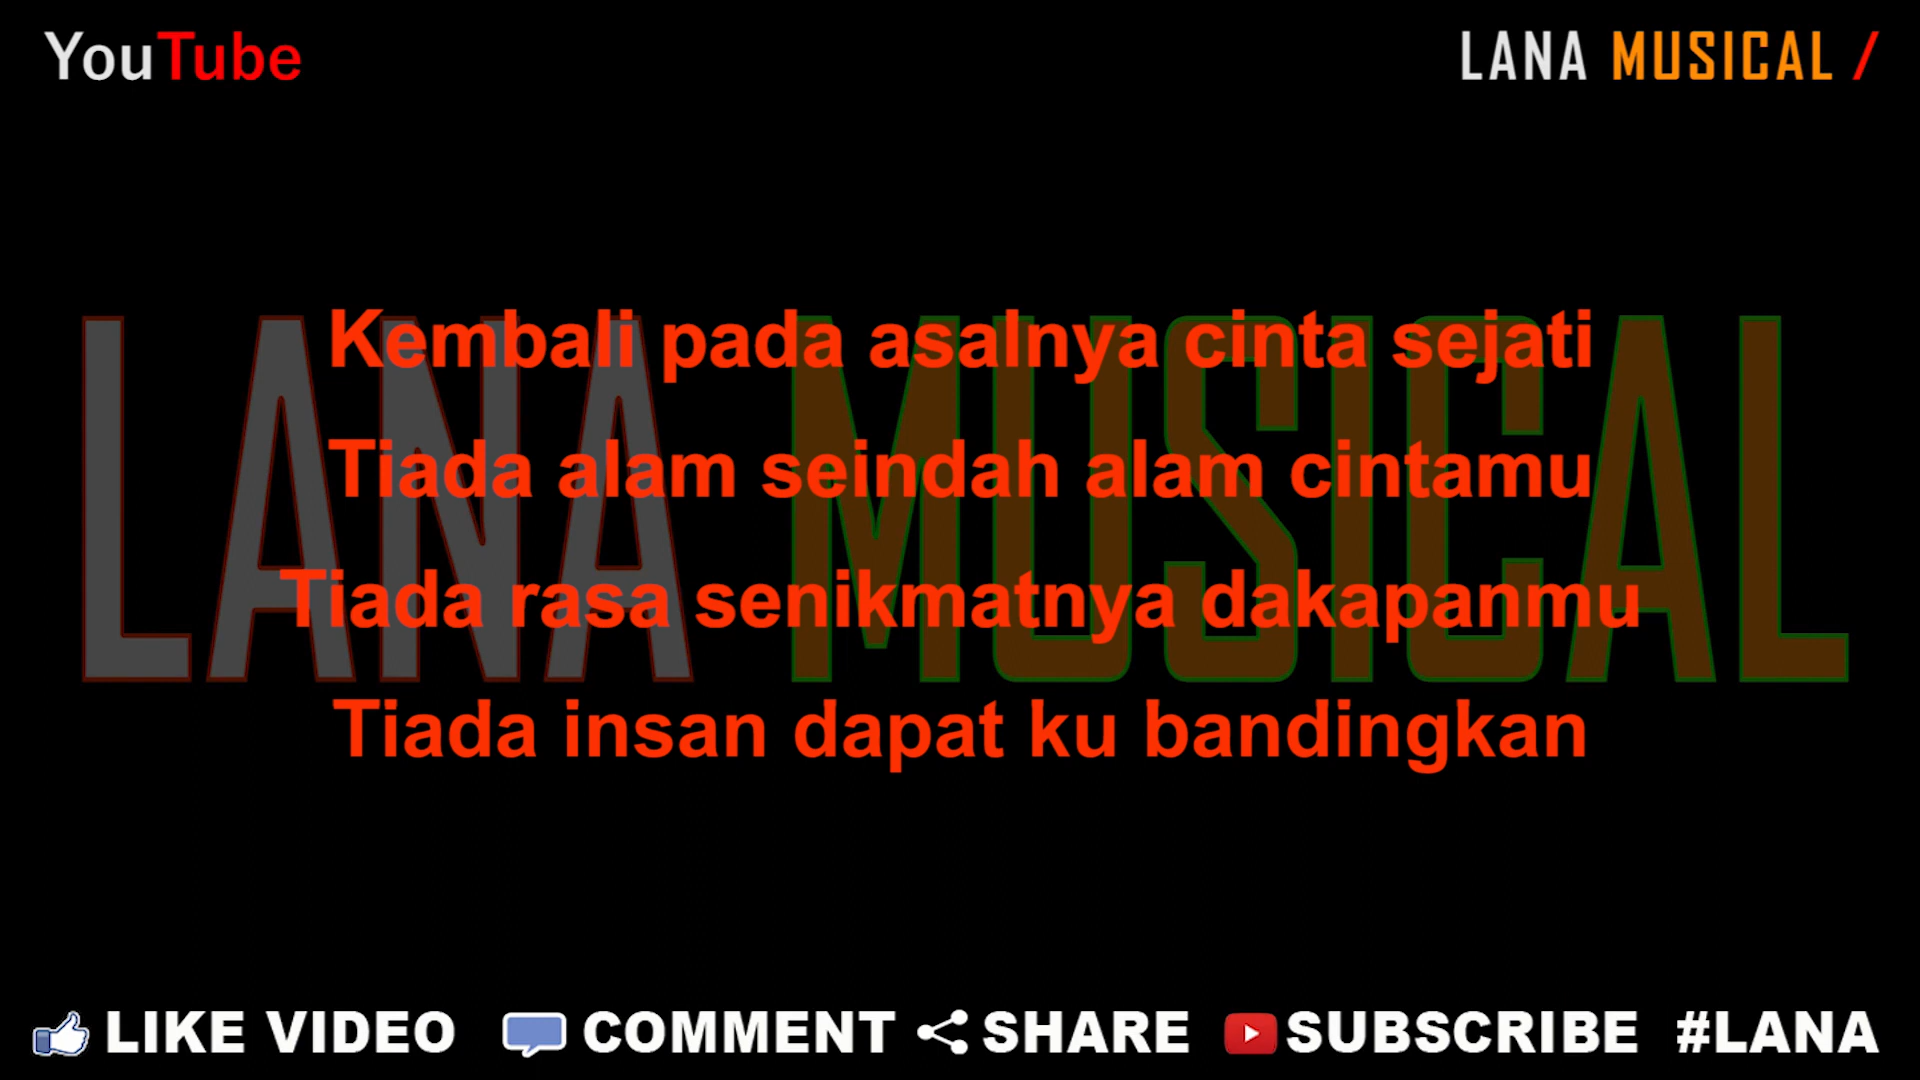 YouTube
LANA MUSICAL /
LANA MUSICAL
Kembali pada asalnya cinta sejati
Tiada alam seindah alam cintamu
Tiada rasa senikmatnya dakapanmu
Tiada insan dapat ku bandingkan
LIKE VIDEO COMMENT SHARE SUBSCRIBE #LANA